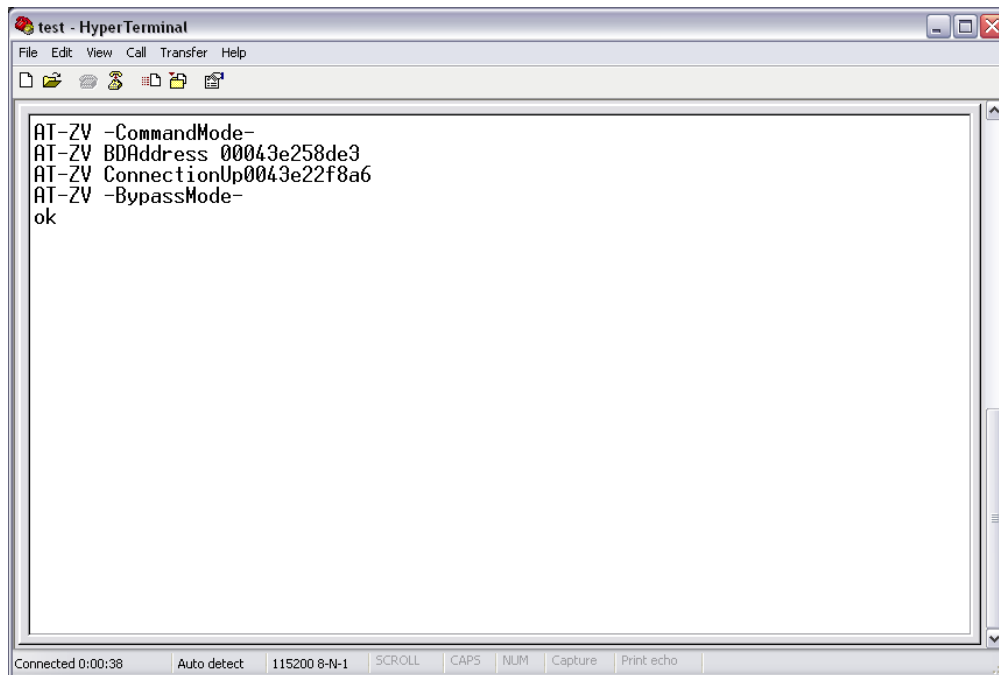 test - HyperTerminal
File Edit View Call Transfer Help
AT-ZV -CommandMode-
AT-ZV BDAddress 00043e258de3
AT-ZV ConnectionUp0043e22f8a6
AT-ZV -BypassMode-
ok
Connected 0:00:38 Auto detect 115200 8-N-1 SCROLL CAPS NUM Capture Print echo